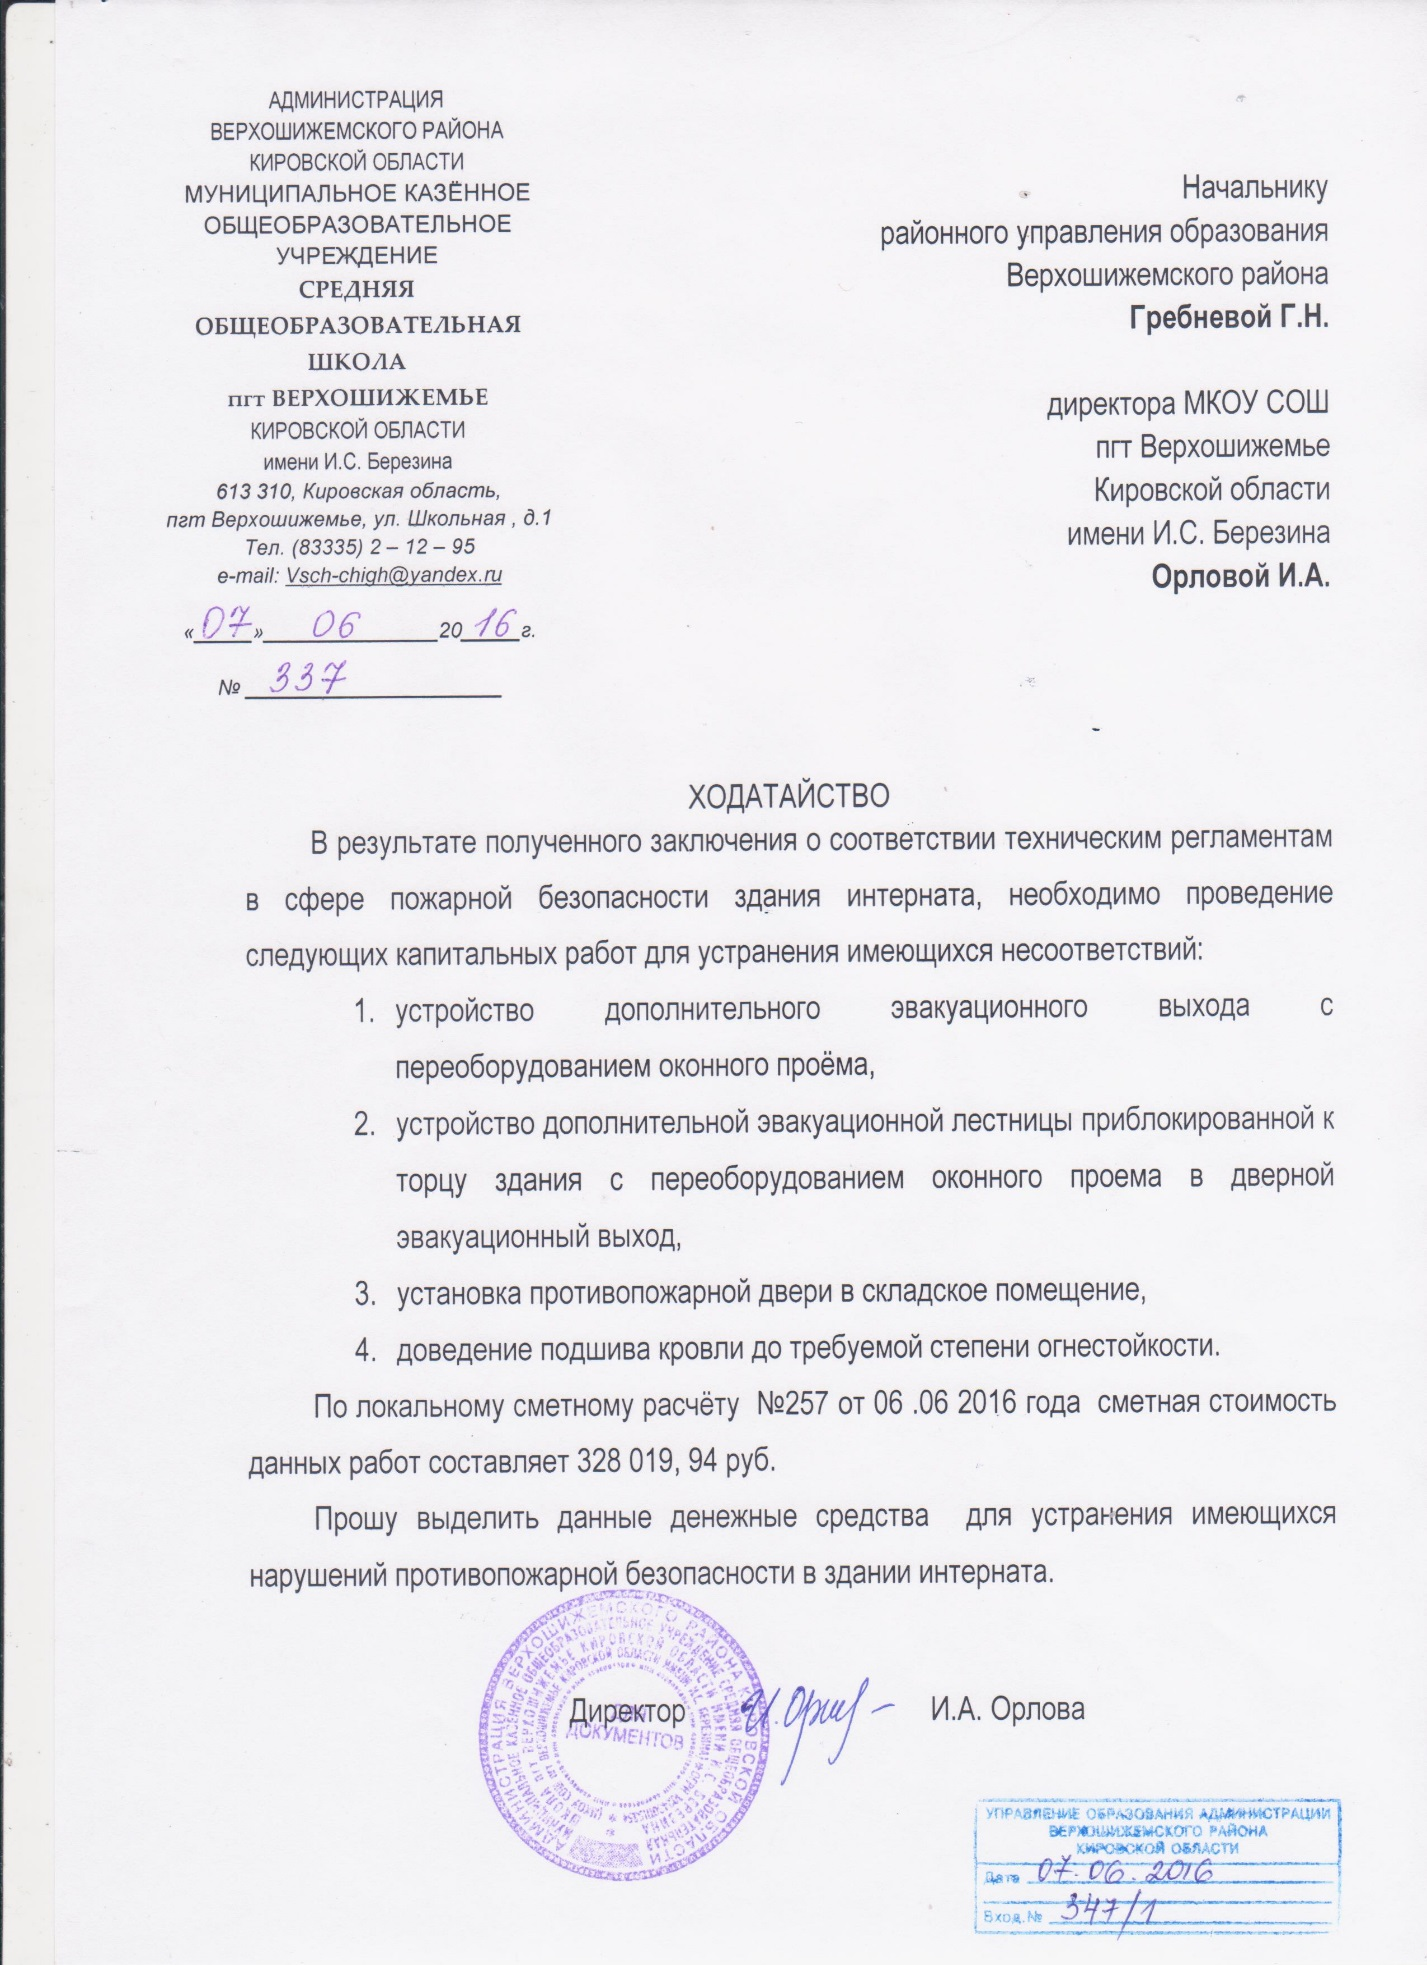 АДМИНИСТРАЦИЯ
ВЕРХОШИЖЕМСКОГО РАЙОНА
КИРОВСКОЙ ОБЛАСТИ
МУНИЦИПАЛЬНОЕ КАЗЁННОЕ
ОБЩЕОБРАЗОВАТЕЛЬНОЕ
УЧРЕЖДЕНИЕ
СРЕДНЯЯ
ОБЩЕОБРАЗОВАТЕЛЬНАЯ
ШКОЛА
пгт ВЕРХОШИЖЕМЬЕ
КИРОВСКОЙ ОБЛАСТИ
имени И.С. Березина
613 310, Кировская область,
пгт Верхошижемье, ул. Школьная , д.1
Тел. (83335) 2 – 12 – 95
e-mail: Vsch-chigh@yandex.ru
«07» 06 2016г.
№ 337
Начальнику
районного управления образования
Верхошижемского района
Гребневой Г.Н.
директора МКОУ СОШ
пгт Верхошижемье
Кировской области
имени И.С. Березина
Орловой И.А.
ХОДАТАЙСТВО
В результате полученного заключения о соответствии техническим регламентам
в сфере пожарной безопасности здания интерната, необходимо проведение
следующих капитальных работ для устранения имеющихся несоответствий:
1. устройство дополнительного эвакуационного выхода с
переоборудованием оконного проёма,
2. устройство дополнительной эвакуационной лестницы приблокированной к
торцу здания с переоборудованием оконного проема в дверной
эвакуационный выход,
3. установка противопожарной двери в складское помещение,
4. доведение подшива кровли до требуемой степени огнестойкости.
По локальному сметному расчёту №257 от 06 .06 2016 года сметная стоимость
данных работ составляет 328 019, 94 руб.
Прошу выделить данные денежные средства для устранения имеющихся
нарушений противопожарной безопасности в здании интерната.
Директор И.А. Орлова
АДМИНИСТРАЦИЯ ВЕРХОШИЖЕМСКОГО РАЙОНА КИРОВСКОЙ ОБЛАСТИ
ДЛЯ
ДОКУМЕНТОВ
УПРАВЛЕНИЕ ОБРАЗОВАНИЯ АДМИНИСТРАЦИИ
ВЕРХОШИЖЕМСКОГО РАЙОНА
КИРОВСКОЙ ОБЛАСТИ
Дата 07.06.2016
Вход.№ 347/1